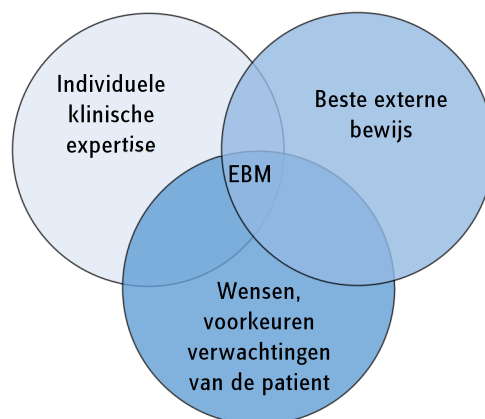 Individuele
klinische
expertise
Beste externe
bewijs
EBM
Wensen,
voorkeuren
verwachtingen
van de patient